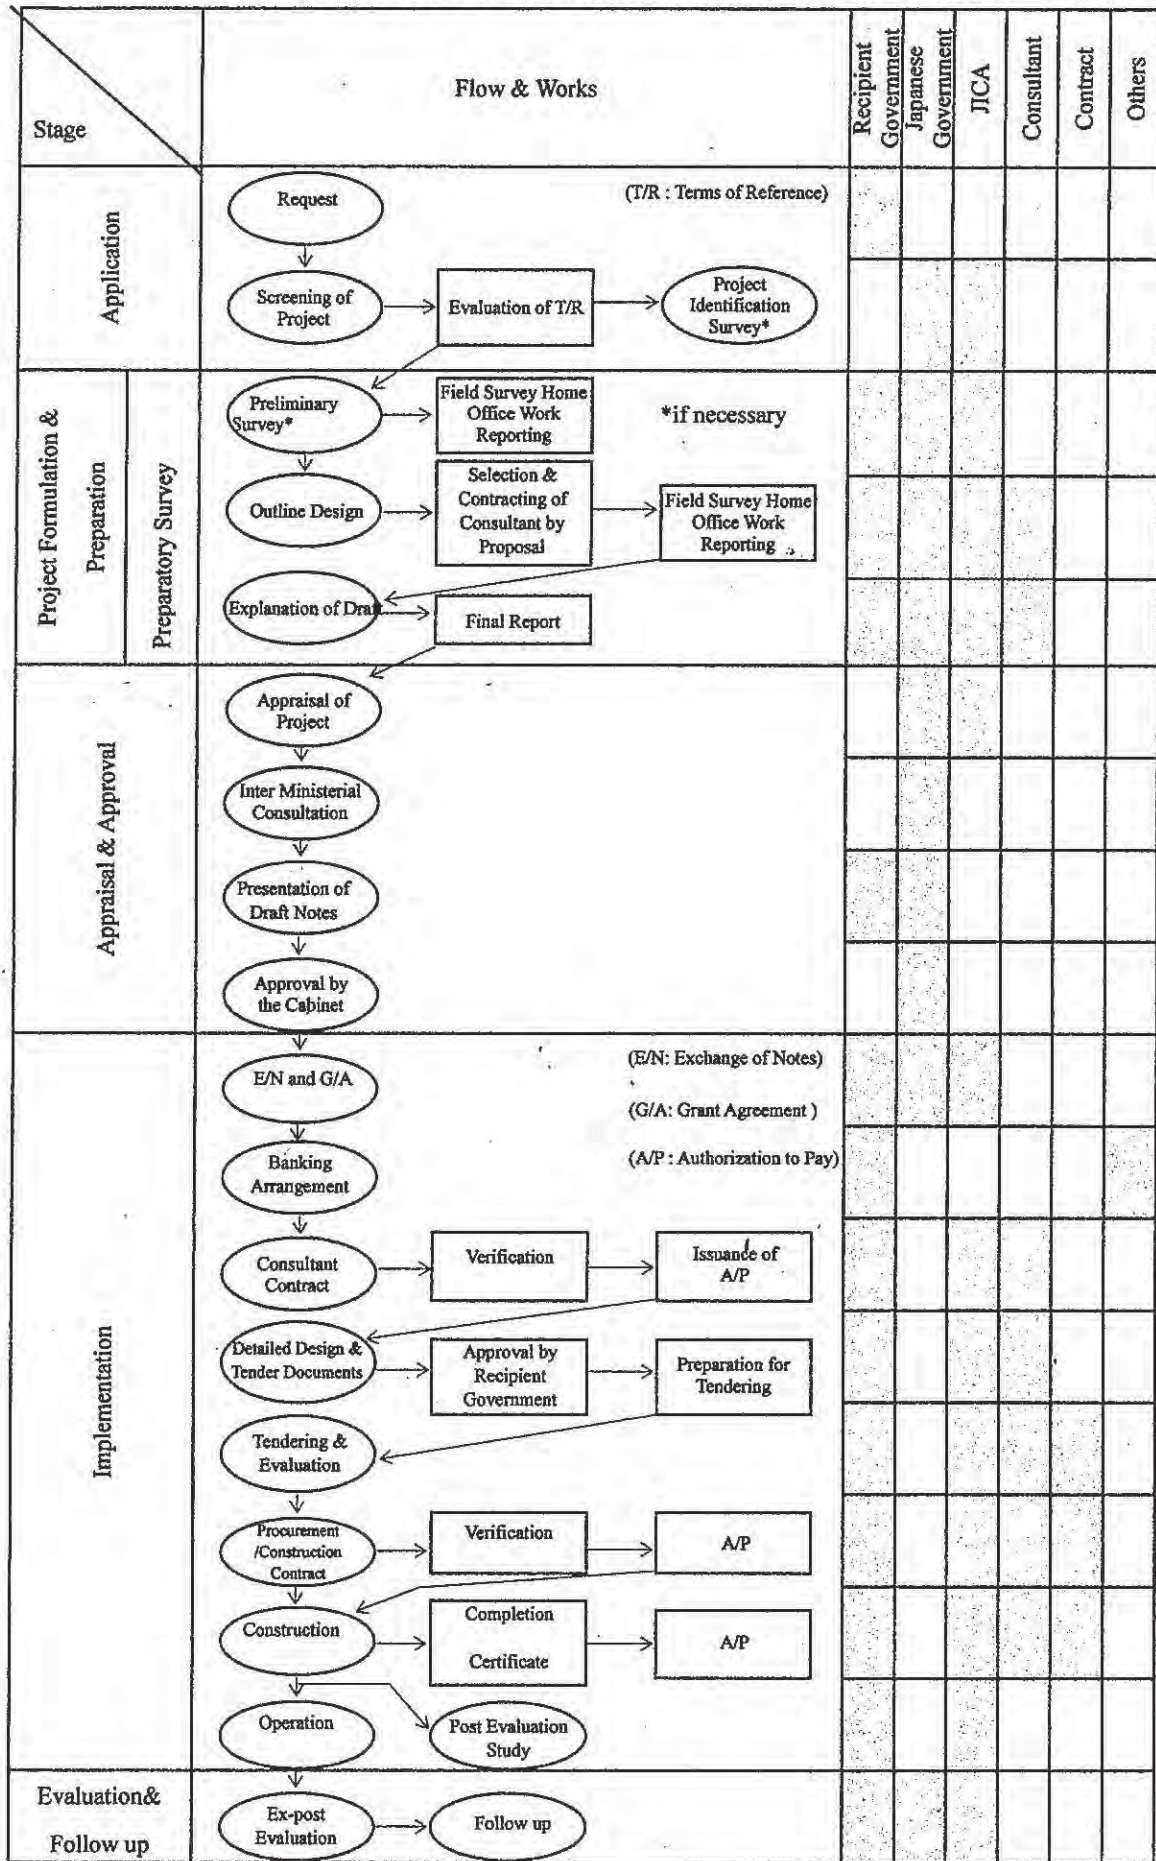 Stage
Flow & Works
Recipient
Government
Japanese
Government
JICA
Consultant
Contract
Others
Application
Request
(T/R : Terms of Reference)
Screening of
Project
Evaluation of T/R
Project
Identification
Survey*
Project Formulation &
Preparation
Preparatory Survey
Preliminary
Survey*
Field Survey Home
Office Work
Reporting
*if necessary
Outline Design
Selection &
Contracting of
Consultant by
Proposal
Field Survey Home
Office Work
Reporting
Explanation of Draft
Final Report
Appraisal & Approval
Appraisal of
Project
Inter Ministerial
Consultation
Presentation of
Draft Notes
Approval by
the Cabinet
Implementation
E/N and G/A
(E/N: Exchange of Notes)
(G/A: Grant Agreement )
(A/P : Authorization to Pay)
Banking
Arrangement
Consultant
Contract
Verification
Issuance of
A/P
Detailed Design &
Tender Documents
Approval by
Recipient
Government
Preparation for
Tendering
Tendering &
Evaluation
Procurement
/Construction
Contract
Verification
A/P
Construction
Completion
Certificate
A/P
Operation
Post Evaluation
Study
Evaluation&
Follow up
Ex-post
Evaluation
Follow up